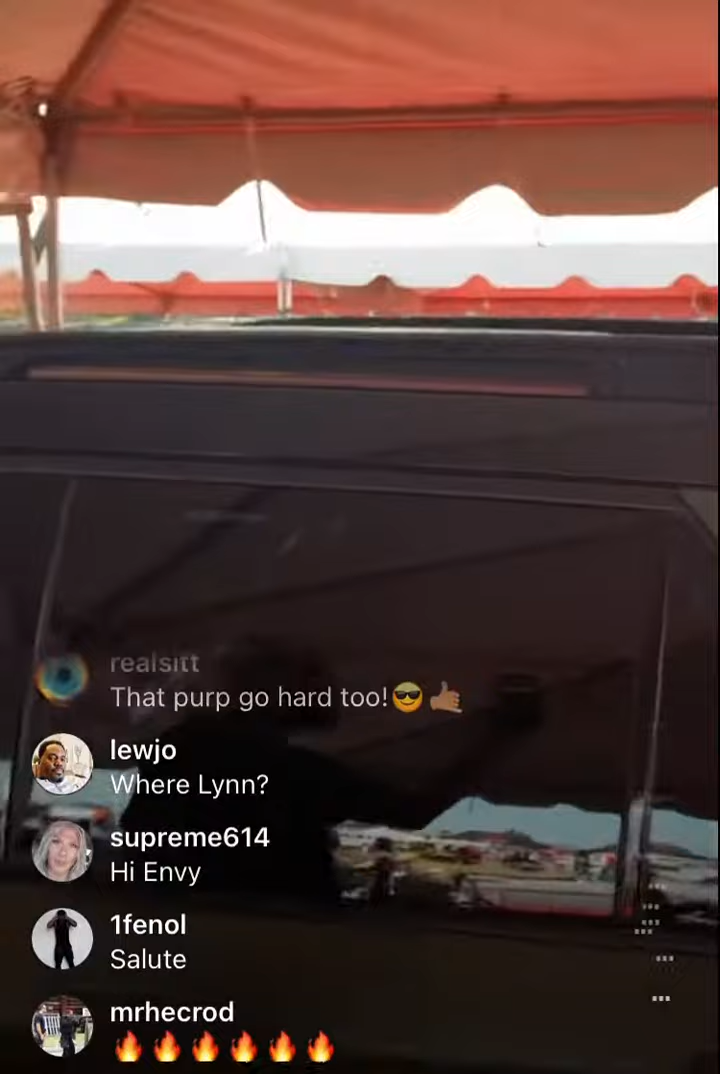 realsitt
That purp go hard too!😎🤙🏽
lewjo
Where Lynn?
supreme614
Hi Envy
1fenol
Salute
mrhecrod
🔥🔥🔥🔥🔥🔥